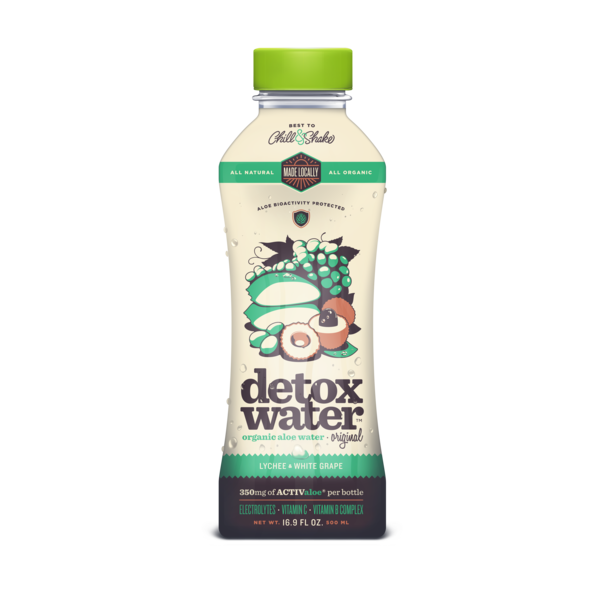 BEST TO
Chill & Shake
ALL NATURAL MADE LOCALLY ALL ORGANIC
ALOE BIOACTIVITY PROTECTED
detox
water™
organic aloe water · original
LYCHEE & WHITE GRAPE
350mg of ACTIValoe® per bottle
ELECTROLYTES · VITAMIN C · VITAMIN B COMPLEX
NET WT. 16.9 FL OZ. 500 ML